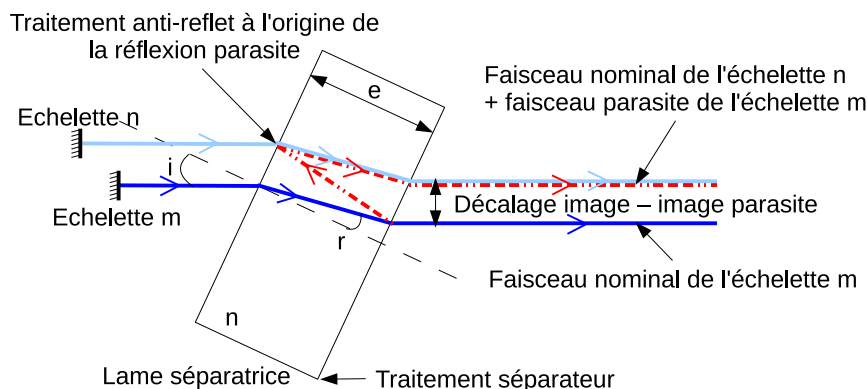 Traitement anti-reflet à l'origine de
la réflexion parasite
e
Faisceau nominal de l'échelette n
+ faisceau parasite de l'échelette m
Echelette n
i
Echelette m
Décalage image – image parasite
r
Faisceau nominal de l'échelette m
n
Lame séparatrice
Traitement séparateur